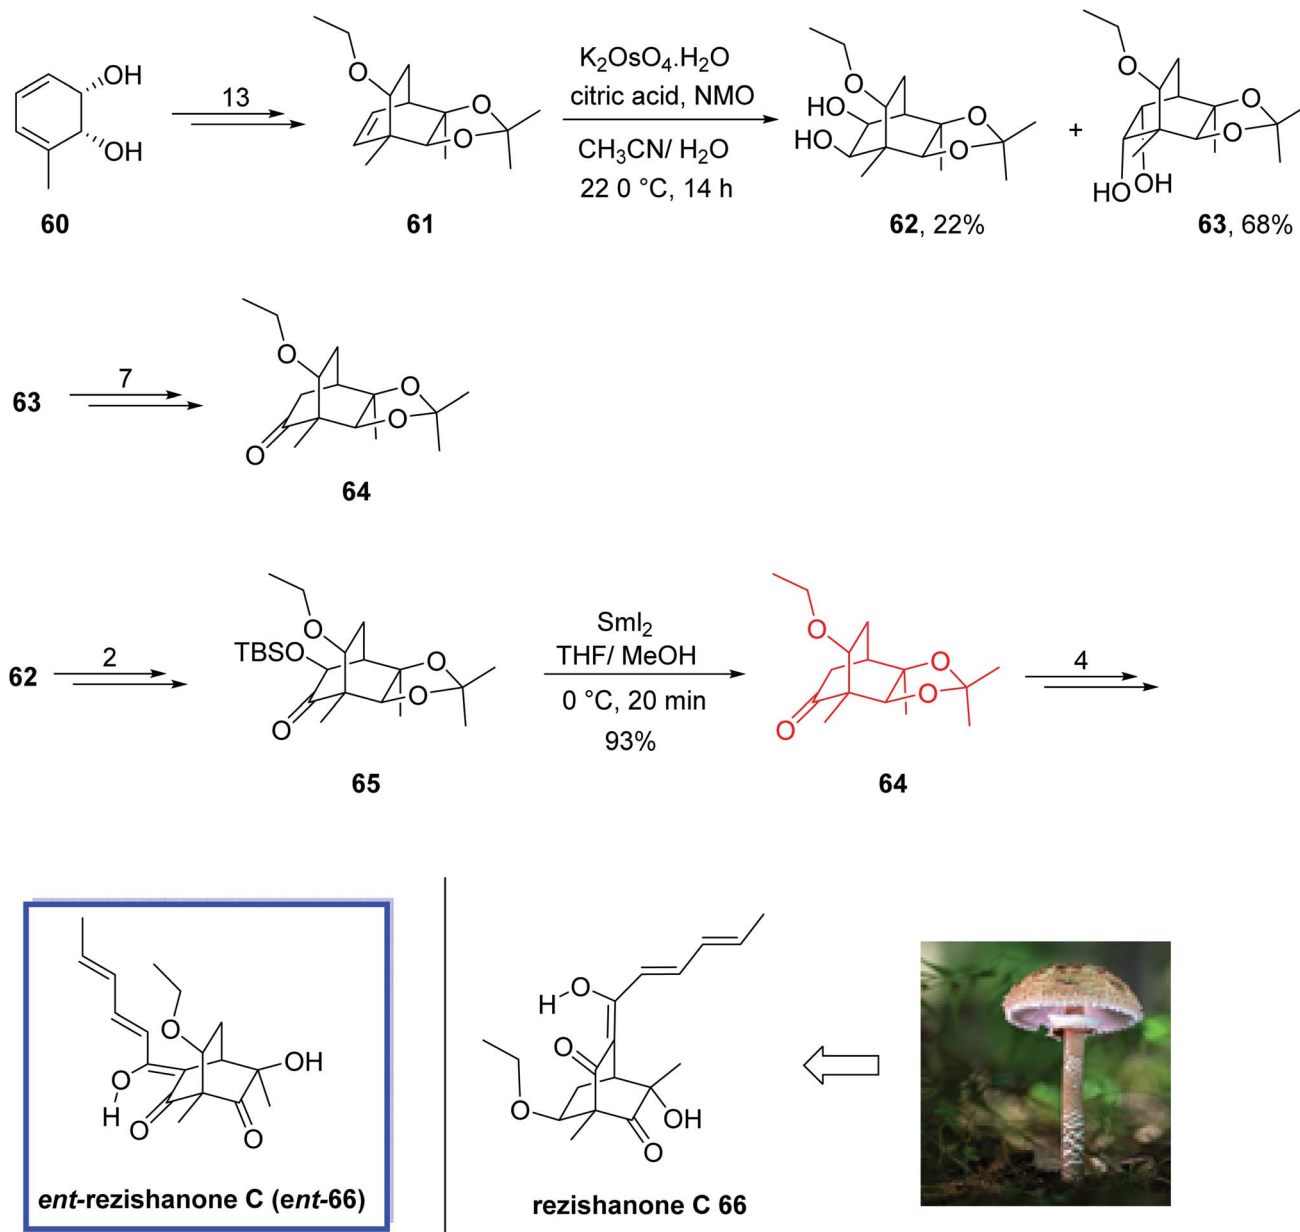 OH
OH
60
13
O
O
O
61
K₂OsO₄.H₂O
citric acid, NMO
CH₃CN/ H₂O
22 0 °C, 14 h
O
HO
HO
O
O
62, 22%
+
O
O
O
HO
OH
63, 68%
63
7
O
O
O
O
64
62
2
O
TBSO
O
O
O
65
SmI₂
THF/ MeOH
0 °C, 20 min
93%
O
O
O
O
64
4
O
OH
O
H
O
O
ent-rezishanone C (ent-66)
O
H
O
O
OH
O
rezishanone C 66